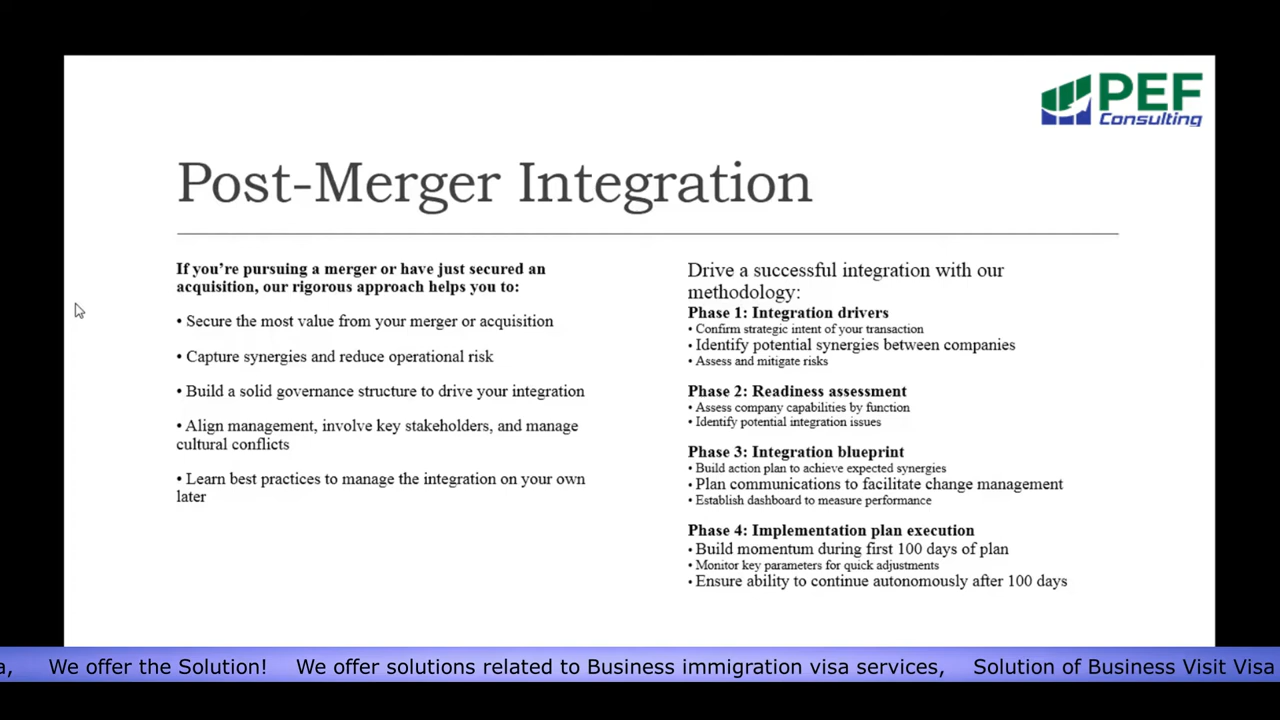 PEF
Consulting
Post-Merger Integration
If you’re pursuing a merger or have just secured an
acquisition, our rigorous approach helps you to:
• Secure the most value from your merger or acquisition
• Capture synergies and reduce operational risk
• Build a solid governance structure to drive your integration
• Align management, involve key stakeholders, and manage
cultural conflicts
• Learn best practices to manage the integration on your own
later
Drive a successful integration with our
methodology:
Phase 1: Integration drivers
• Confirm strategic intent of your transaction
• Identify potential synergies between companies
• Assess and mitigate risks
Phase 2: Readiness assessment
• Assess company capabilities by function
• Identify potential integration issues
Phase 3: Integration blueprint
• Build action plan to achieve expected synergies
• Plan communications to facilitate change management
• Establish dashboard to measure performance
Phase 4: Implementation plan execution
• Build momentum during first 100 days of plan
• Monitor key parameters for quick adjustments
• Ensure ability to continue autonomously after 100 days
a, We offer the Solution! We offer solutions related to Business immigration visa services, Solution of Business Visit Visa